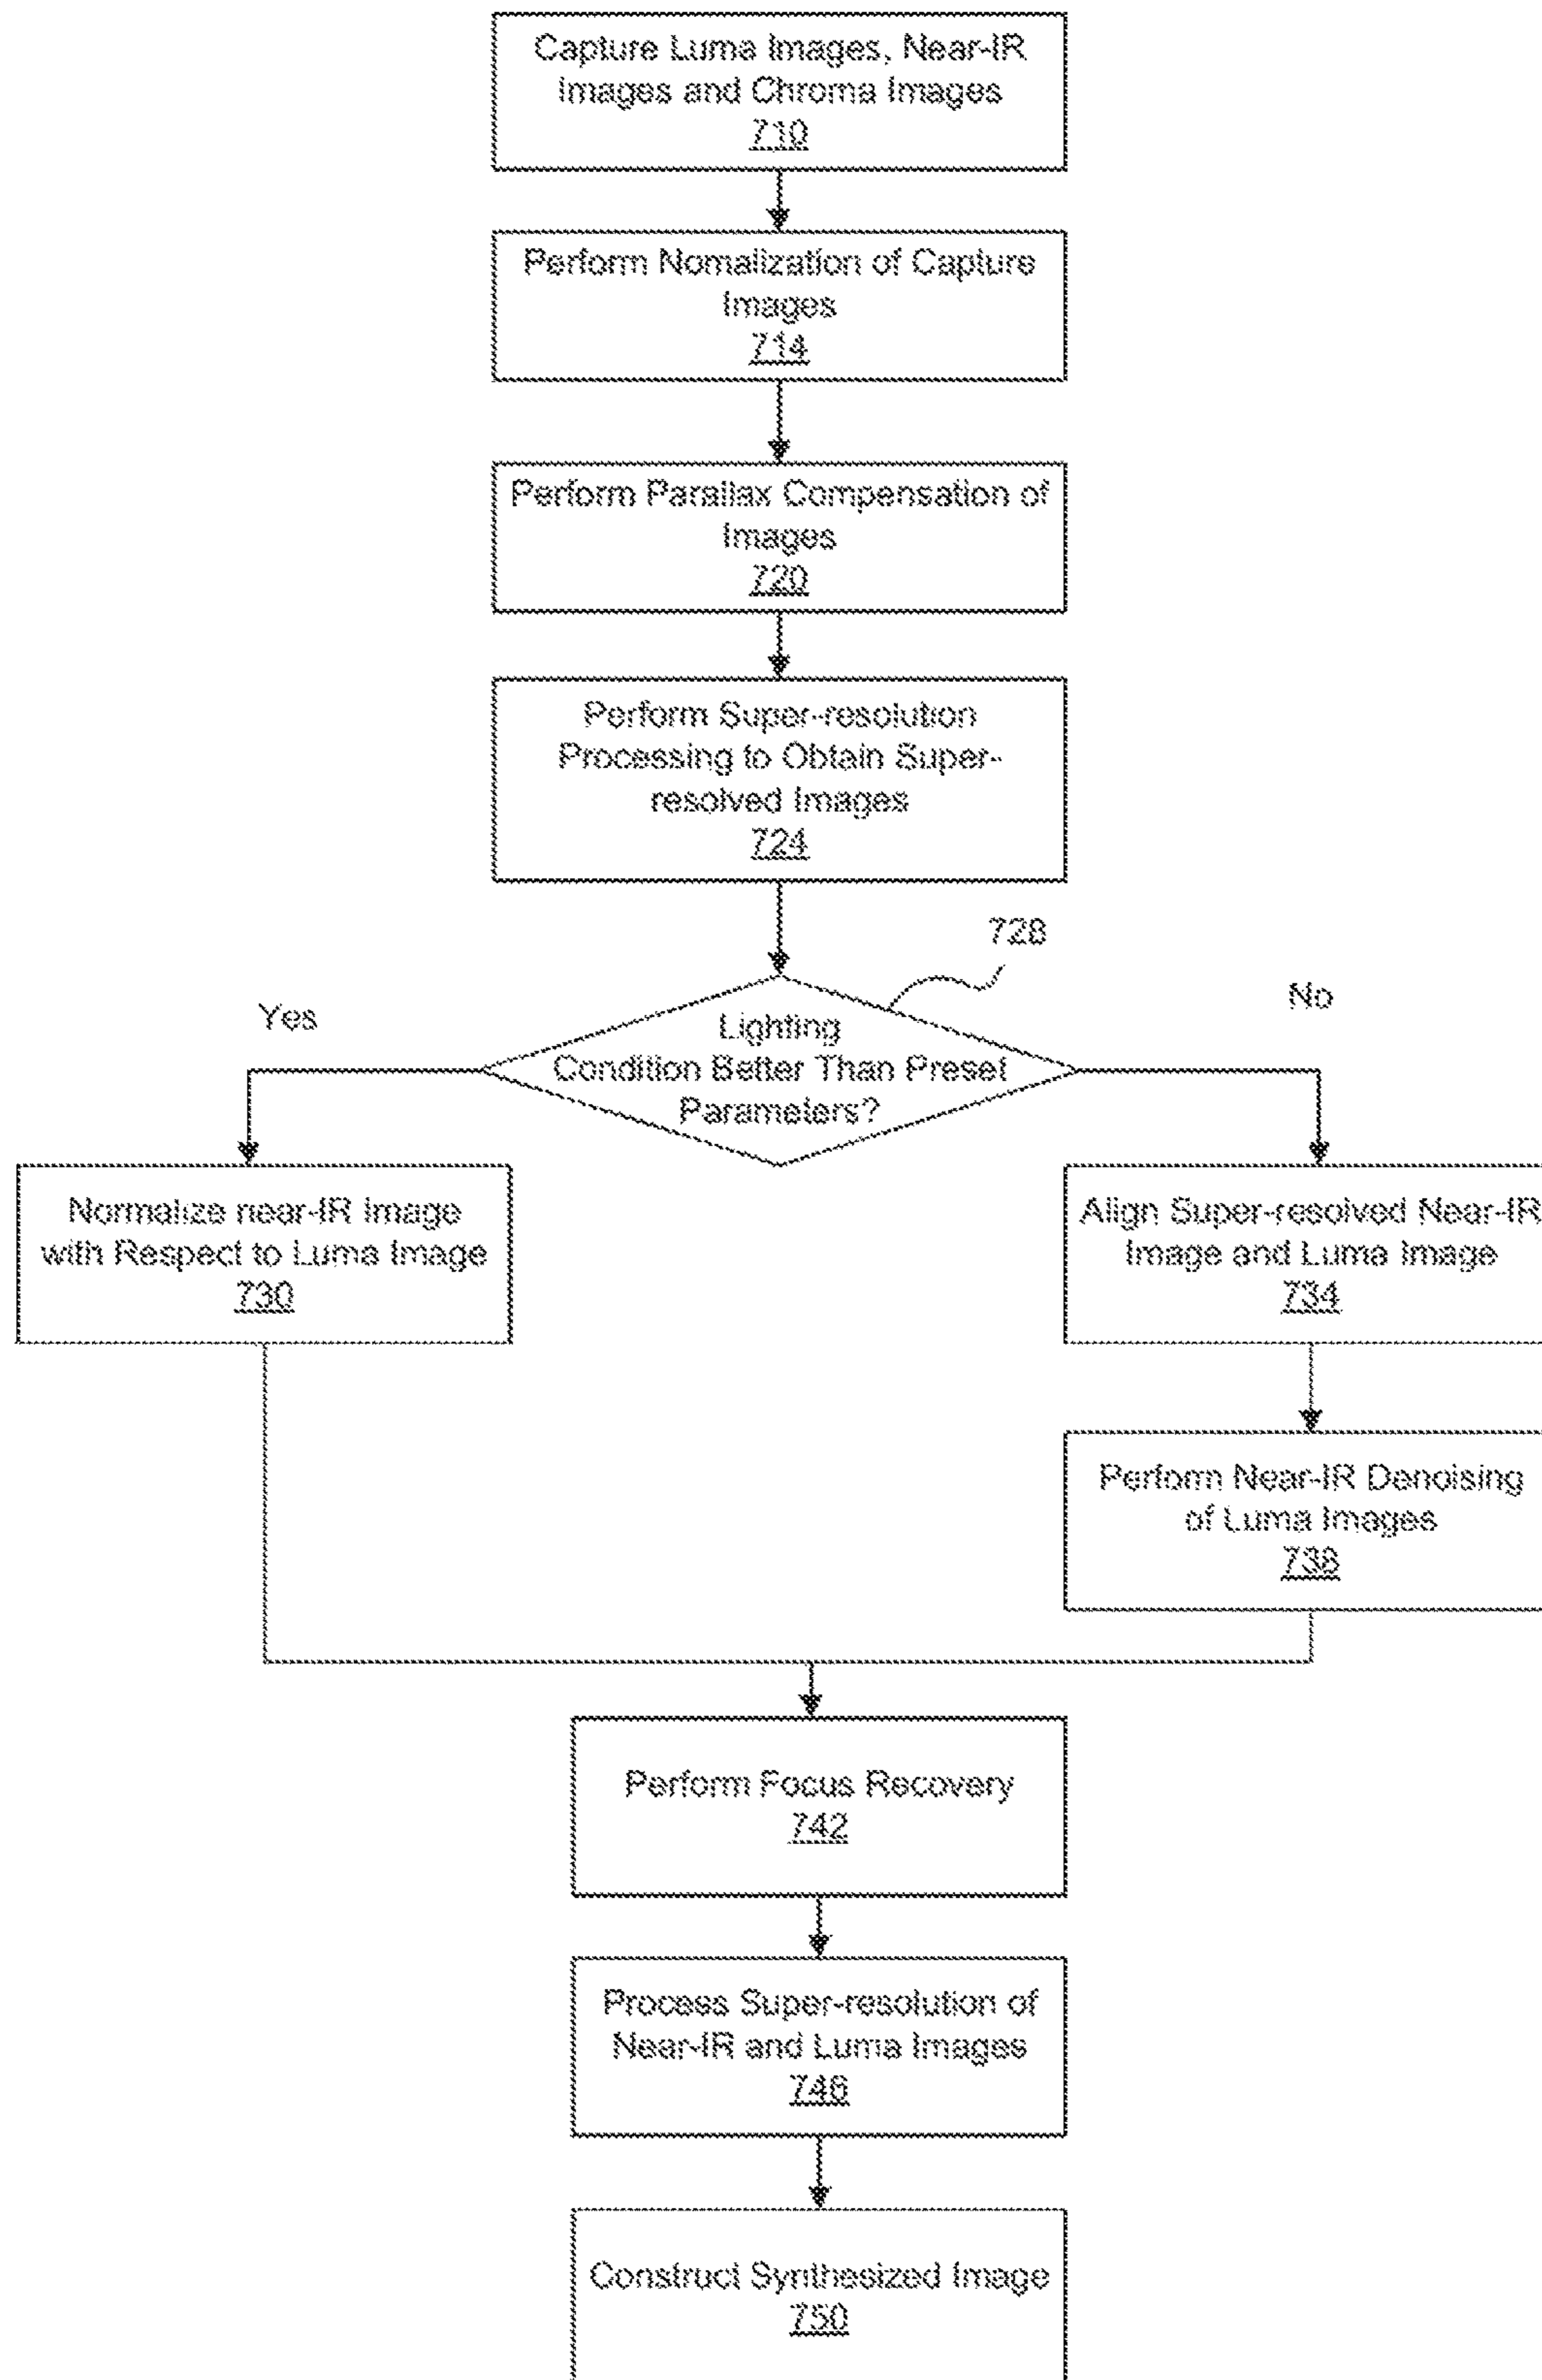 Capture Luma Images, Near-IR
Images and Chroma Images
710
Perform Nomalization of Capture
Images
714
Perform Parallax Compensation of
Images
720
Perform Super-resolution
Processing to Obtain Super-
resolved Images
724
728
Yes
No
Lighting
Condition Better Than Preset
Parameters?
Normalize near-IR image
with Respect to Luma Image
730
Align Super-resolved Near-IR
Image and Luma Image
734
Perform Near-IR Denoising
of Luma Images
738
Perform Focus Recovery
742
Process Super-resolution of
Near-IR and Luma Images
746
Construct Synthesized Image
750